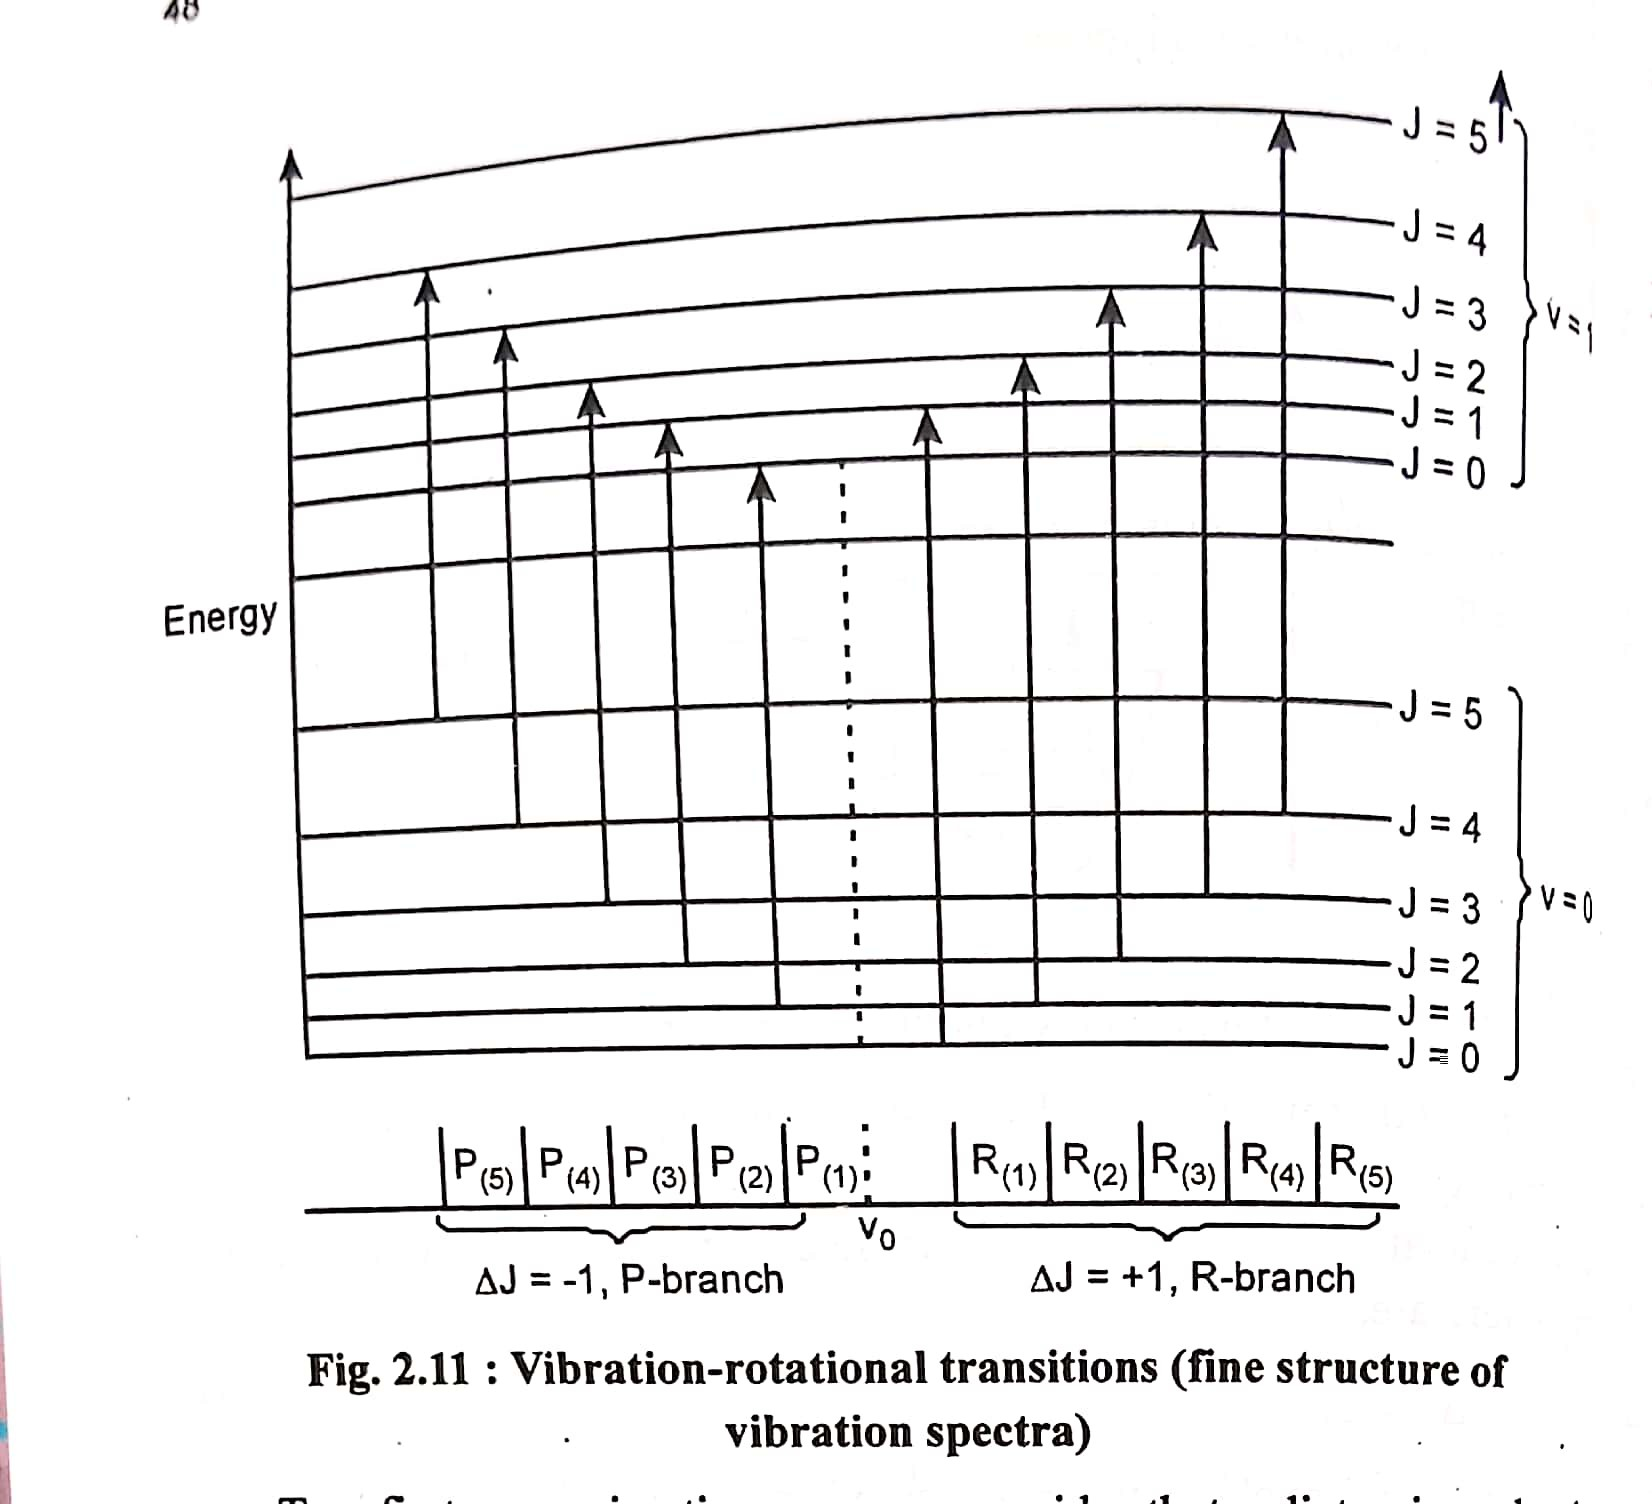 48
J = 5
J = 4
J = 3
v = 1
J = 2
J = 1
J = 0
Energy
J = 5
J = 4
J = 3
v = 0
J = 2
J = 1
J = 0
P(5) P(4) P(3) P(2) P(1) R(1) R(2) R(3) R(4) R(5)
v0
ΔJ = -1, P-branch ΔJ = +1, R-branch
Fig. 2.11 : Vibration-rotational transitions (fine structure of
vibration spectra)